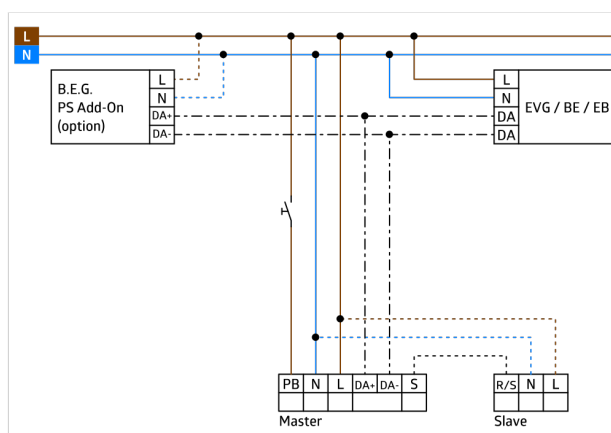 L
N
B.E.G.
PS Add-On
(option)
L
N
DA+
DA-
L
N
DA
DA
EVG / BE / EB
PB N L DA+ DA- S
Master
R/S N L
Slave